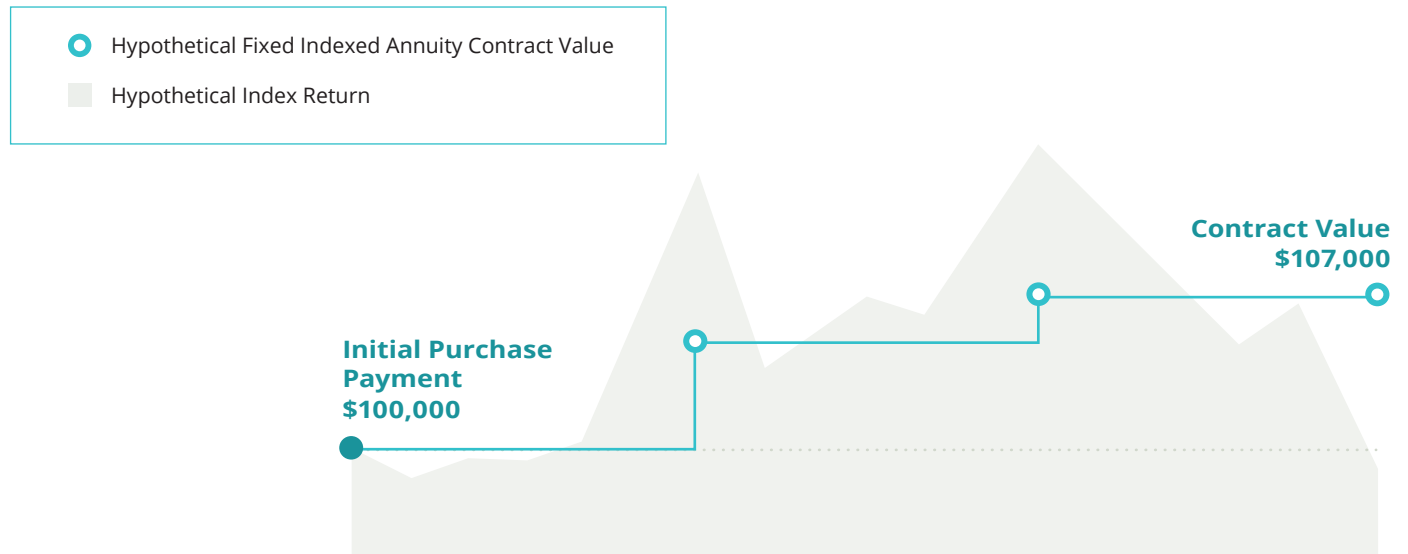 Hypothetical Fixed Indexed Annuity Contract Value
Hypothetical Index Return
Contract Value
$107,000
Initial Purchase
Payment
$100,000